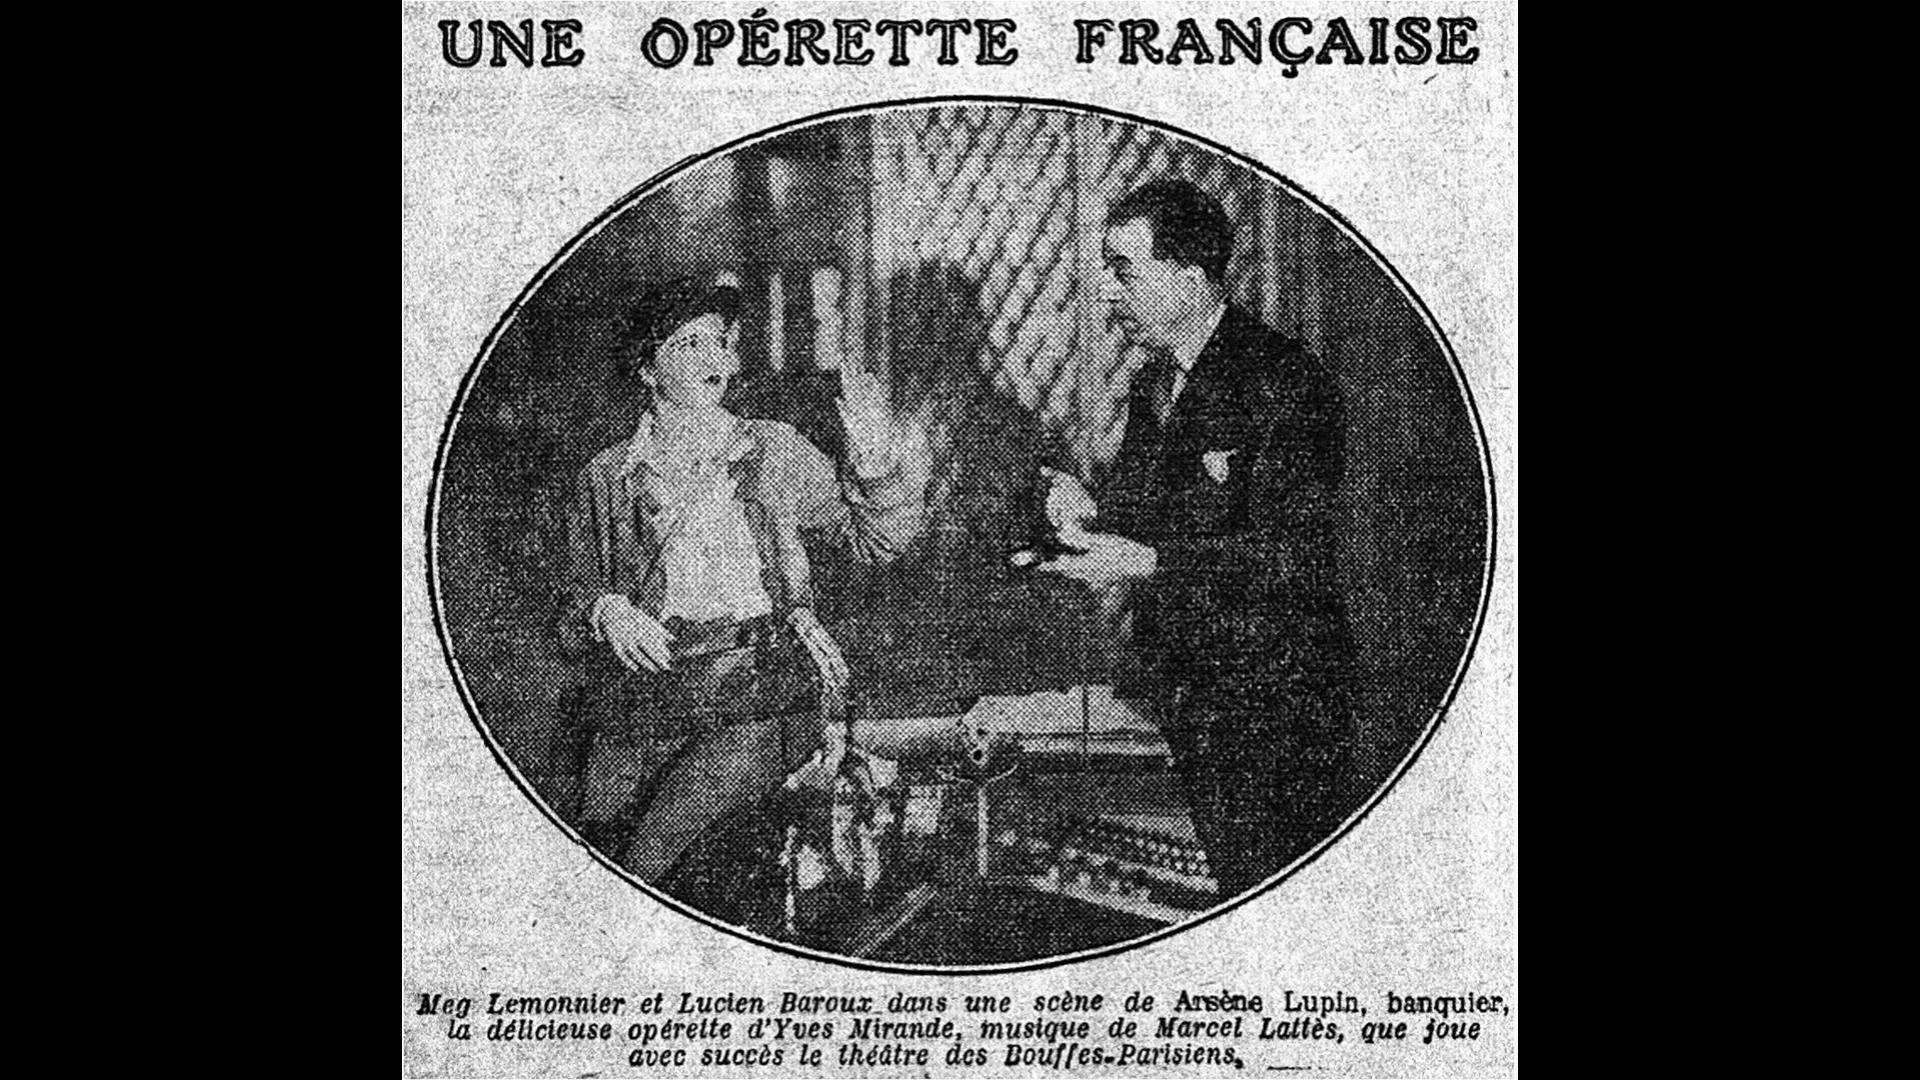 UNE OPÉRETTE FRANÇAISE
Meg Lemonnier et Lucien Baroux dans une scène de Arsène Lupin, banquier,
la délicieuse opérette d'Yves Mirande, musique de Marcel Lattès, que joue
avec succès le théâtre des Bouffes-Parisiens.